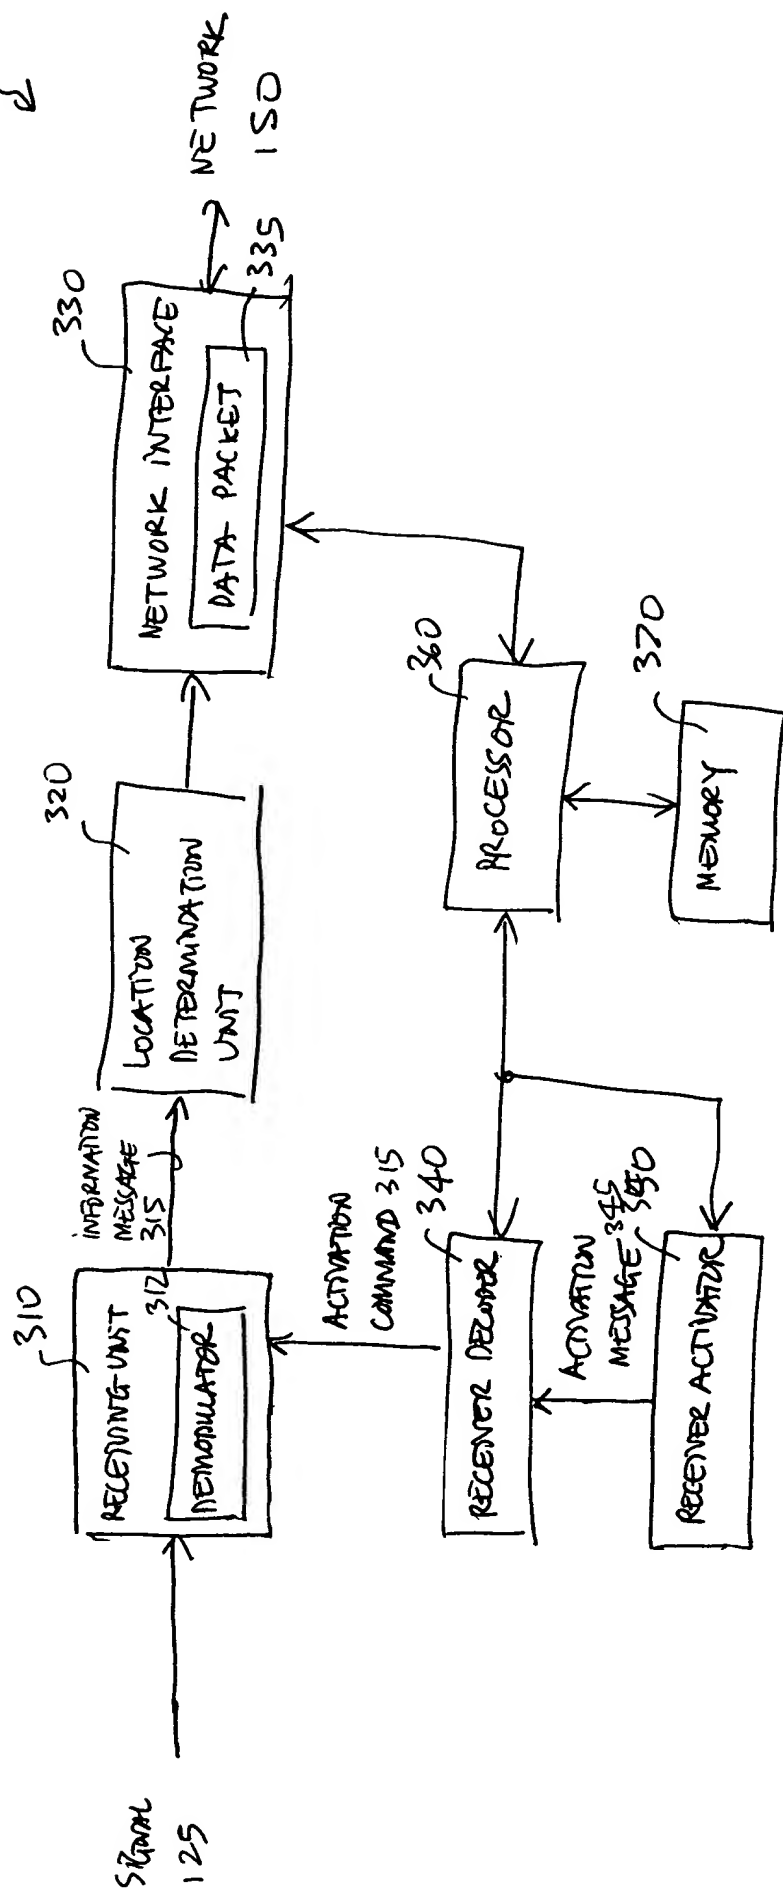 SIGNAL
125
310
RECEIVING UNIT
312
DEMODULATOR
INFORMATION
MESSAGE
315
320
LOCATION
DETERMINATION
UNIT
330
NETWORK INTERFACE
DATA PACKET
335
NETWORK
150
ACTIVATION
COMMAND 315
340
RECEIVER DECODER
ACTIVATION
MESSAGE 345
350
RECEIVER ACTIVATOR
360
PROCESSOR
370
MEMORY